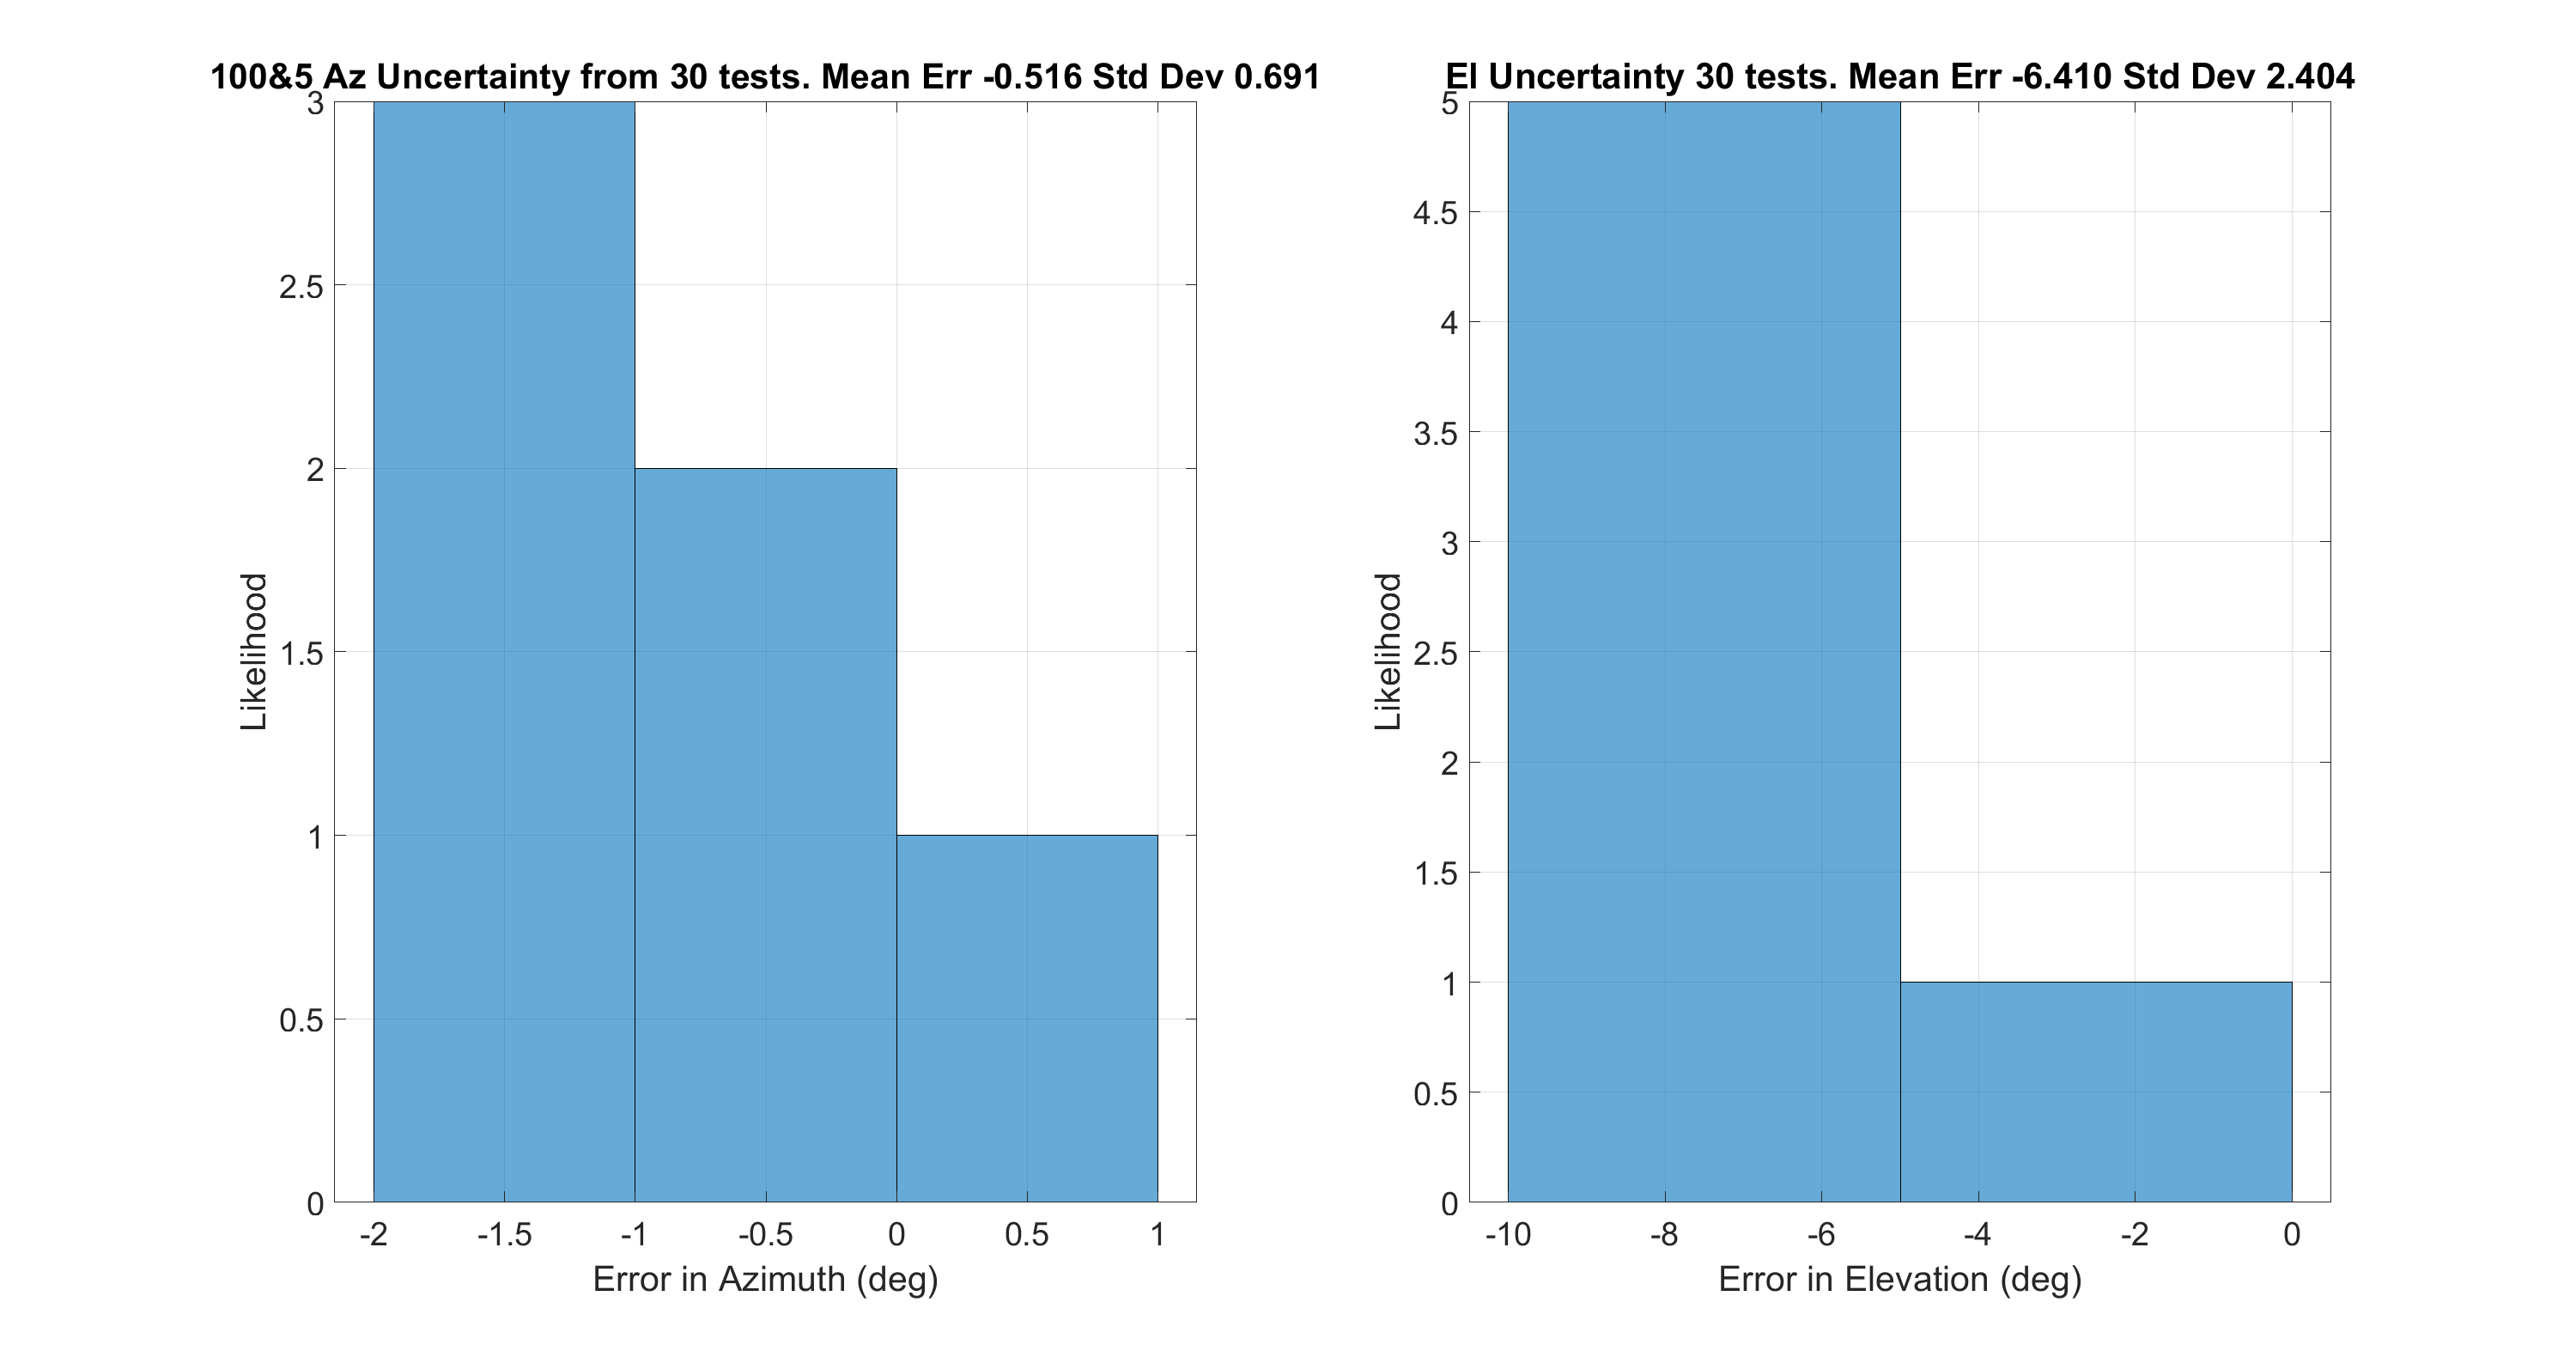 100&5 Az Uncertainty from 30 tests. Mean Err -0.516 Std Dev 0.691
3
2.5
2
1.5
1
0.5
0
Likelihood
-2 -1.5 -1 -0.5 0 0.5 1
Error in Azimuth (deg)
El Uncertainty 30 tests. Mean Err -6.410 Std Dev 2.404
5
4.5
4
3.5
3
2.5
2
1.5
1
0.5
0
Likelihood
-10 -8 -6 -4 -2 0
Error in Elevation (deg)